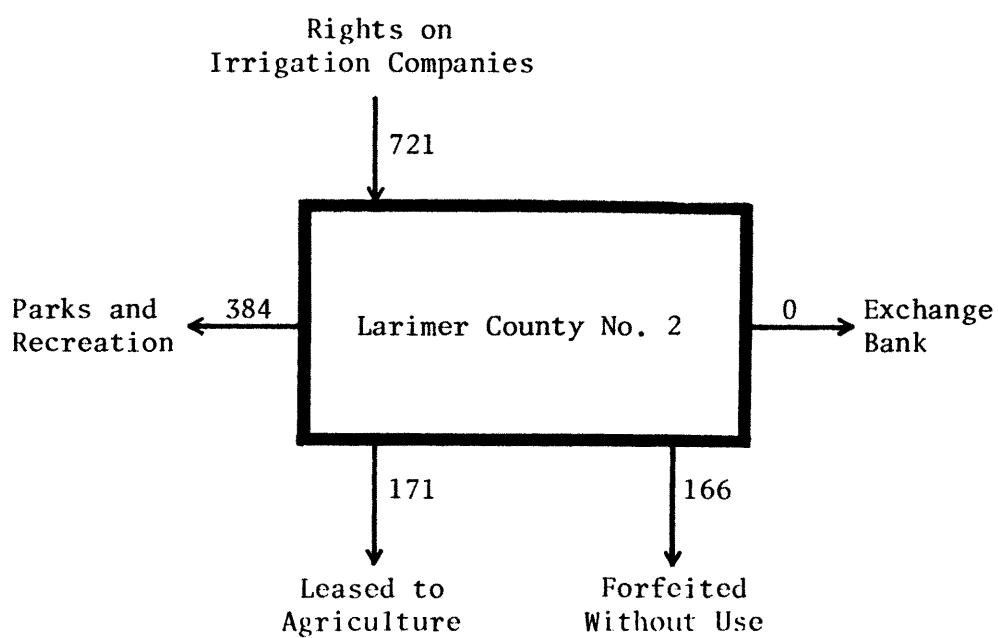 Rights on
Irrigation Companies
721
Parks and
Recreation
384
Larimer County No. 2
0
Exchange
Bank
171
166
Leased to
Agriculture
Forfeited
Without Use